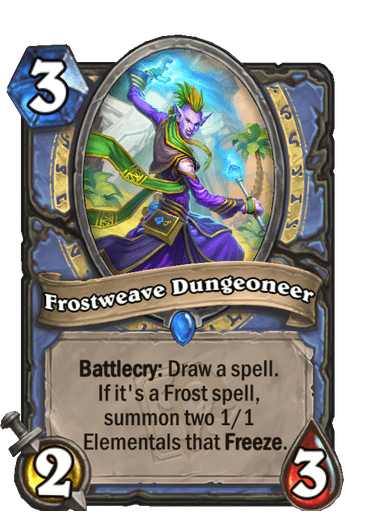 3
Frostweave Dungeoneer
Battlecry: Draw a spell.
If it's a Frost spell,
summon two 1/1
Elementals that Freeze.
2
3